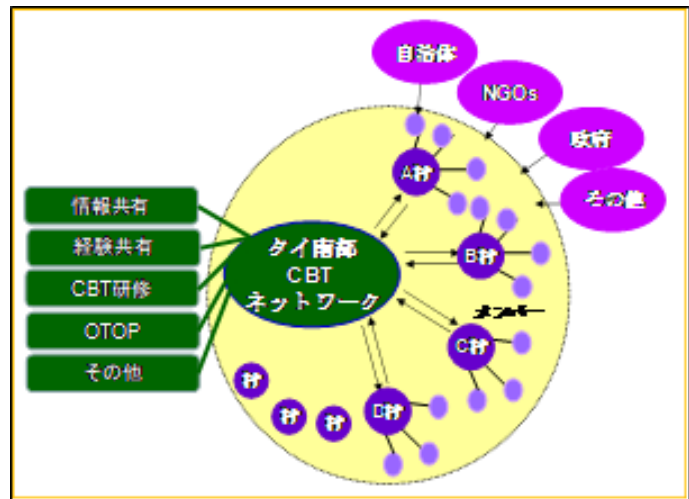 自治体
NGOs
政府
その他
情報共有
経験共有
CBT研修
OTOP
その他
タイ南部
CBT
ネットワーク
A村
B村
メンバー
C村
D村
村
村
村